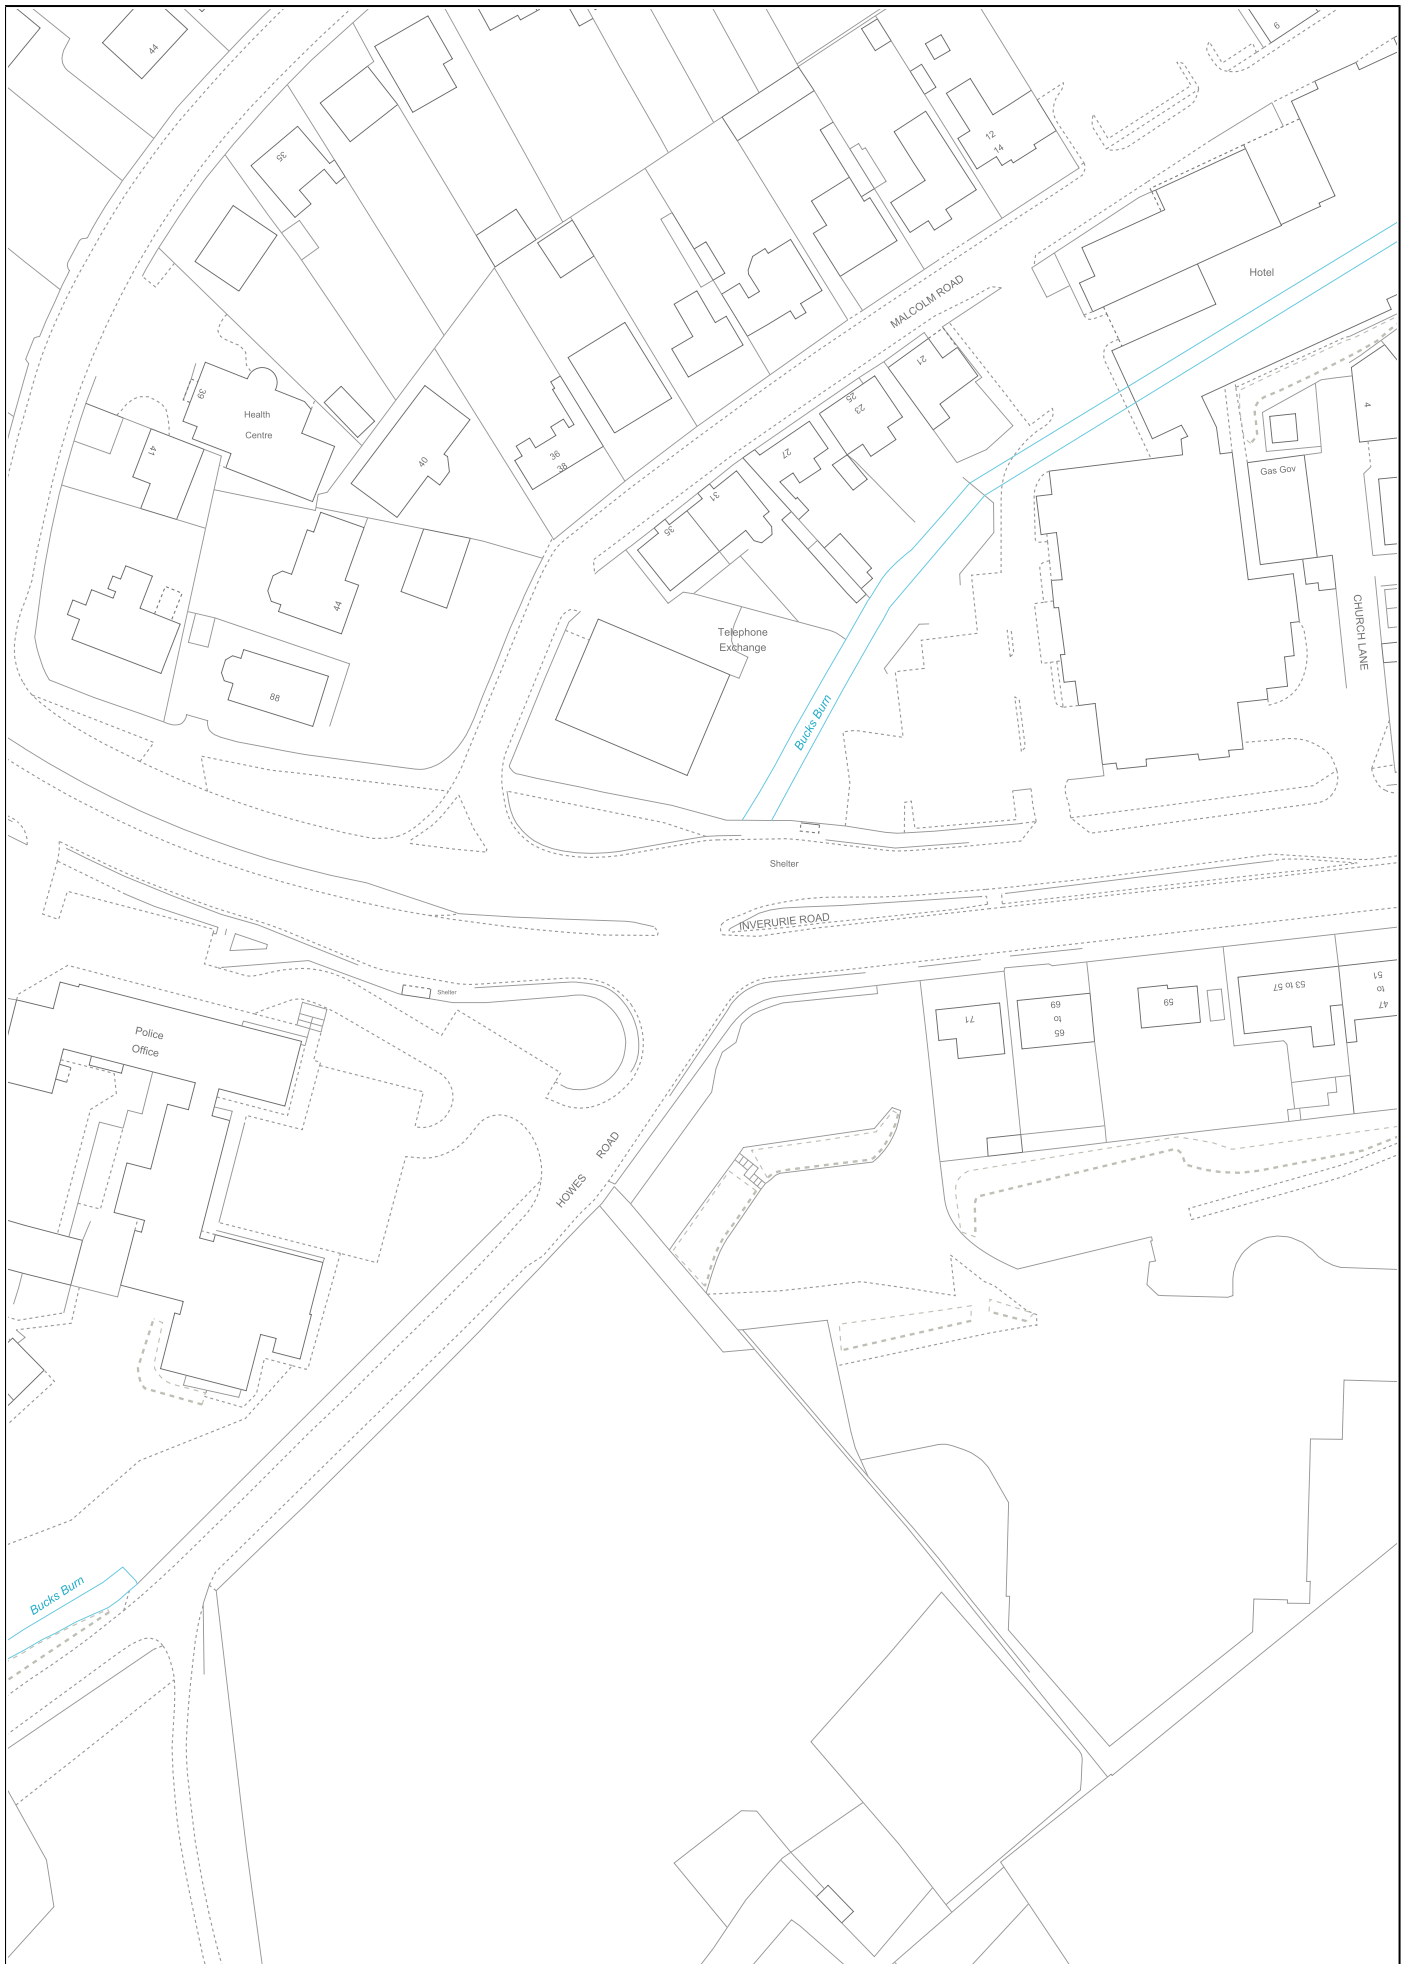 6
44
12
14
35
Hotel
MALCOLM ROAD
21
39
Health
Centre
25
23
4
41
40
36
38
27
Gas Gov
31
35
44
CHURCH LANE
Telephone
Exchange
88
Bucks Burn
Shelter
INVERURIE ROAD
Shelter
71
69
to
65
59
53 to 57
51
to
47
Police
Office
HOWES ROAD
Bucks Burn